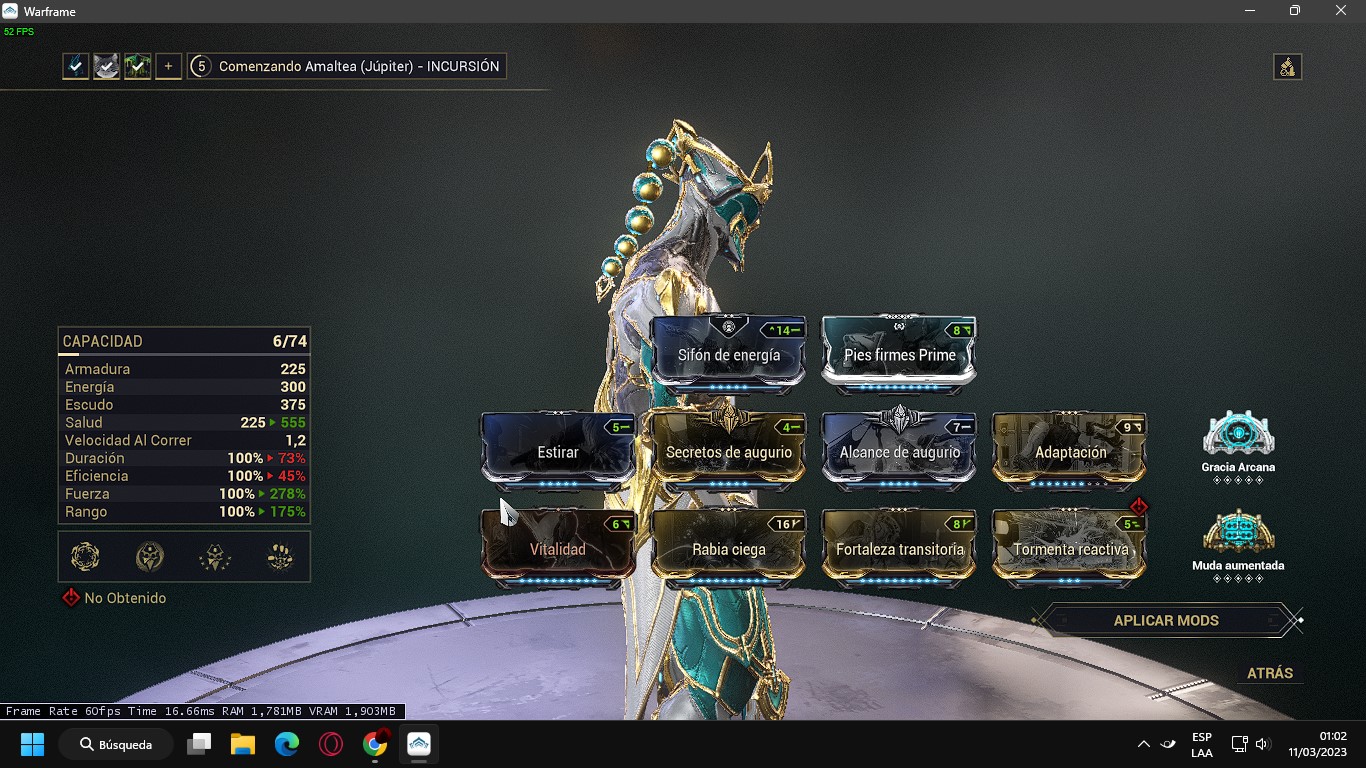 Warframe
52 FPS
+
5 Comenzando Amaltea (Júpiter) - INCURSIÓN
CAPACIDAD 6/74
Armadura 225
Energía 300
Escudo 375
Salud 225 ▸ 555
Velocidad Al Correr 1,2
Duración 100% ▸ 73%
Eficiencia 100% ▸ 45%
Fuerza 100% ▸ 278%
Rango 100% ▸ 175%
No Obtenido
^14
Sifón de energía
8
Pies firmes Prime
5
Estirar
4
Secretos de augurio
7
Alcance de augurio
9
Adaptación
Gracia Arcana
6
Vitalidad
16
Rabia ciega
8
Fortaleza transitoria
5
Tormenta reactiva
Muda aumentada
APLICAR MODS
ATRÁS
Frame Rate 60fps Time 16.66ms RAM 1,781MB VRAM 1,903MB
Búsqueda
ESP
LAA
01:02
11/03/2023